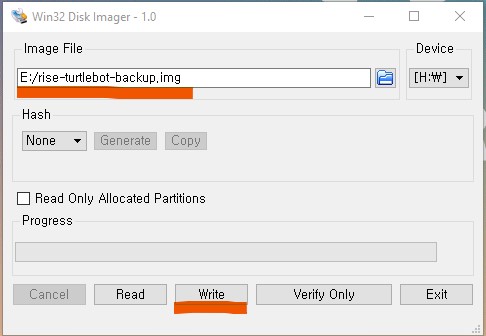 Win32 Disk Imager - 1.0
Image File
Device
E:/rise-turtlebot-backup.img
[H:₩]
Hash
None Generate Copy
Read Only Allocated Partitions
Progress
Cancel Read Write Verify Only Exit